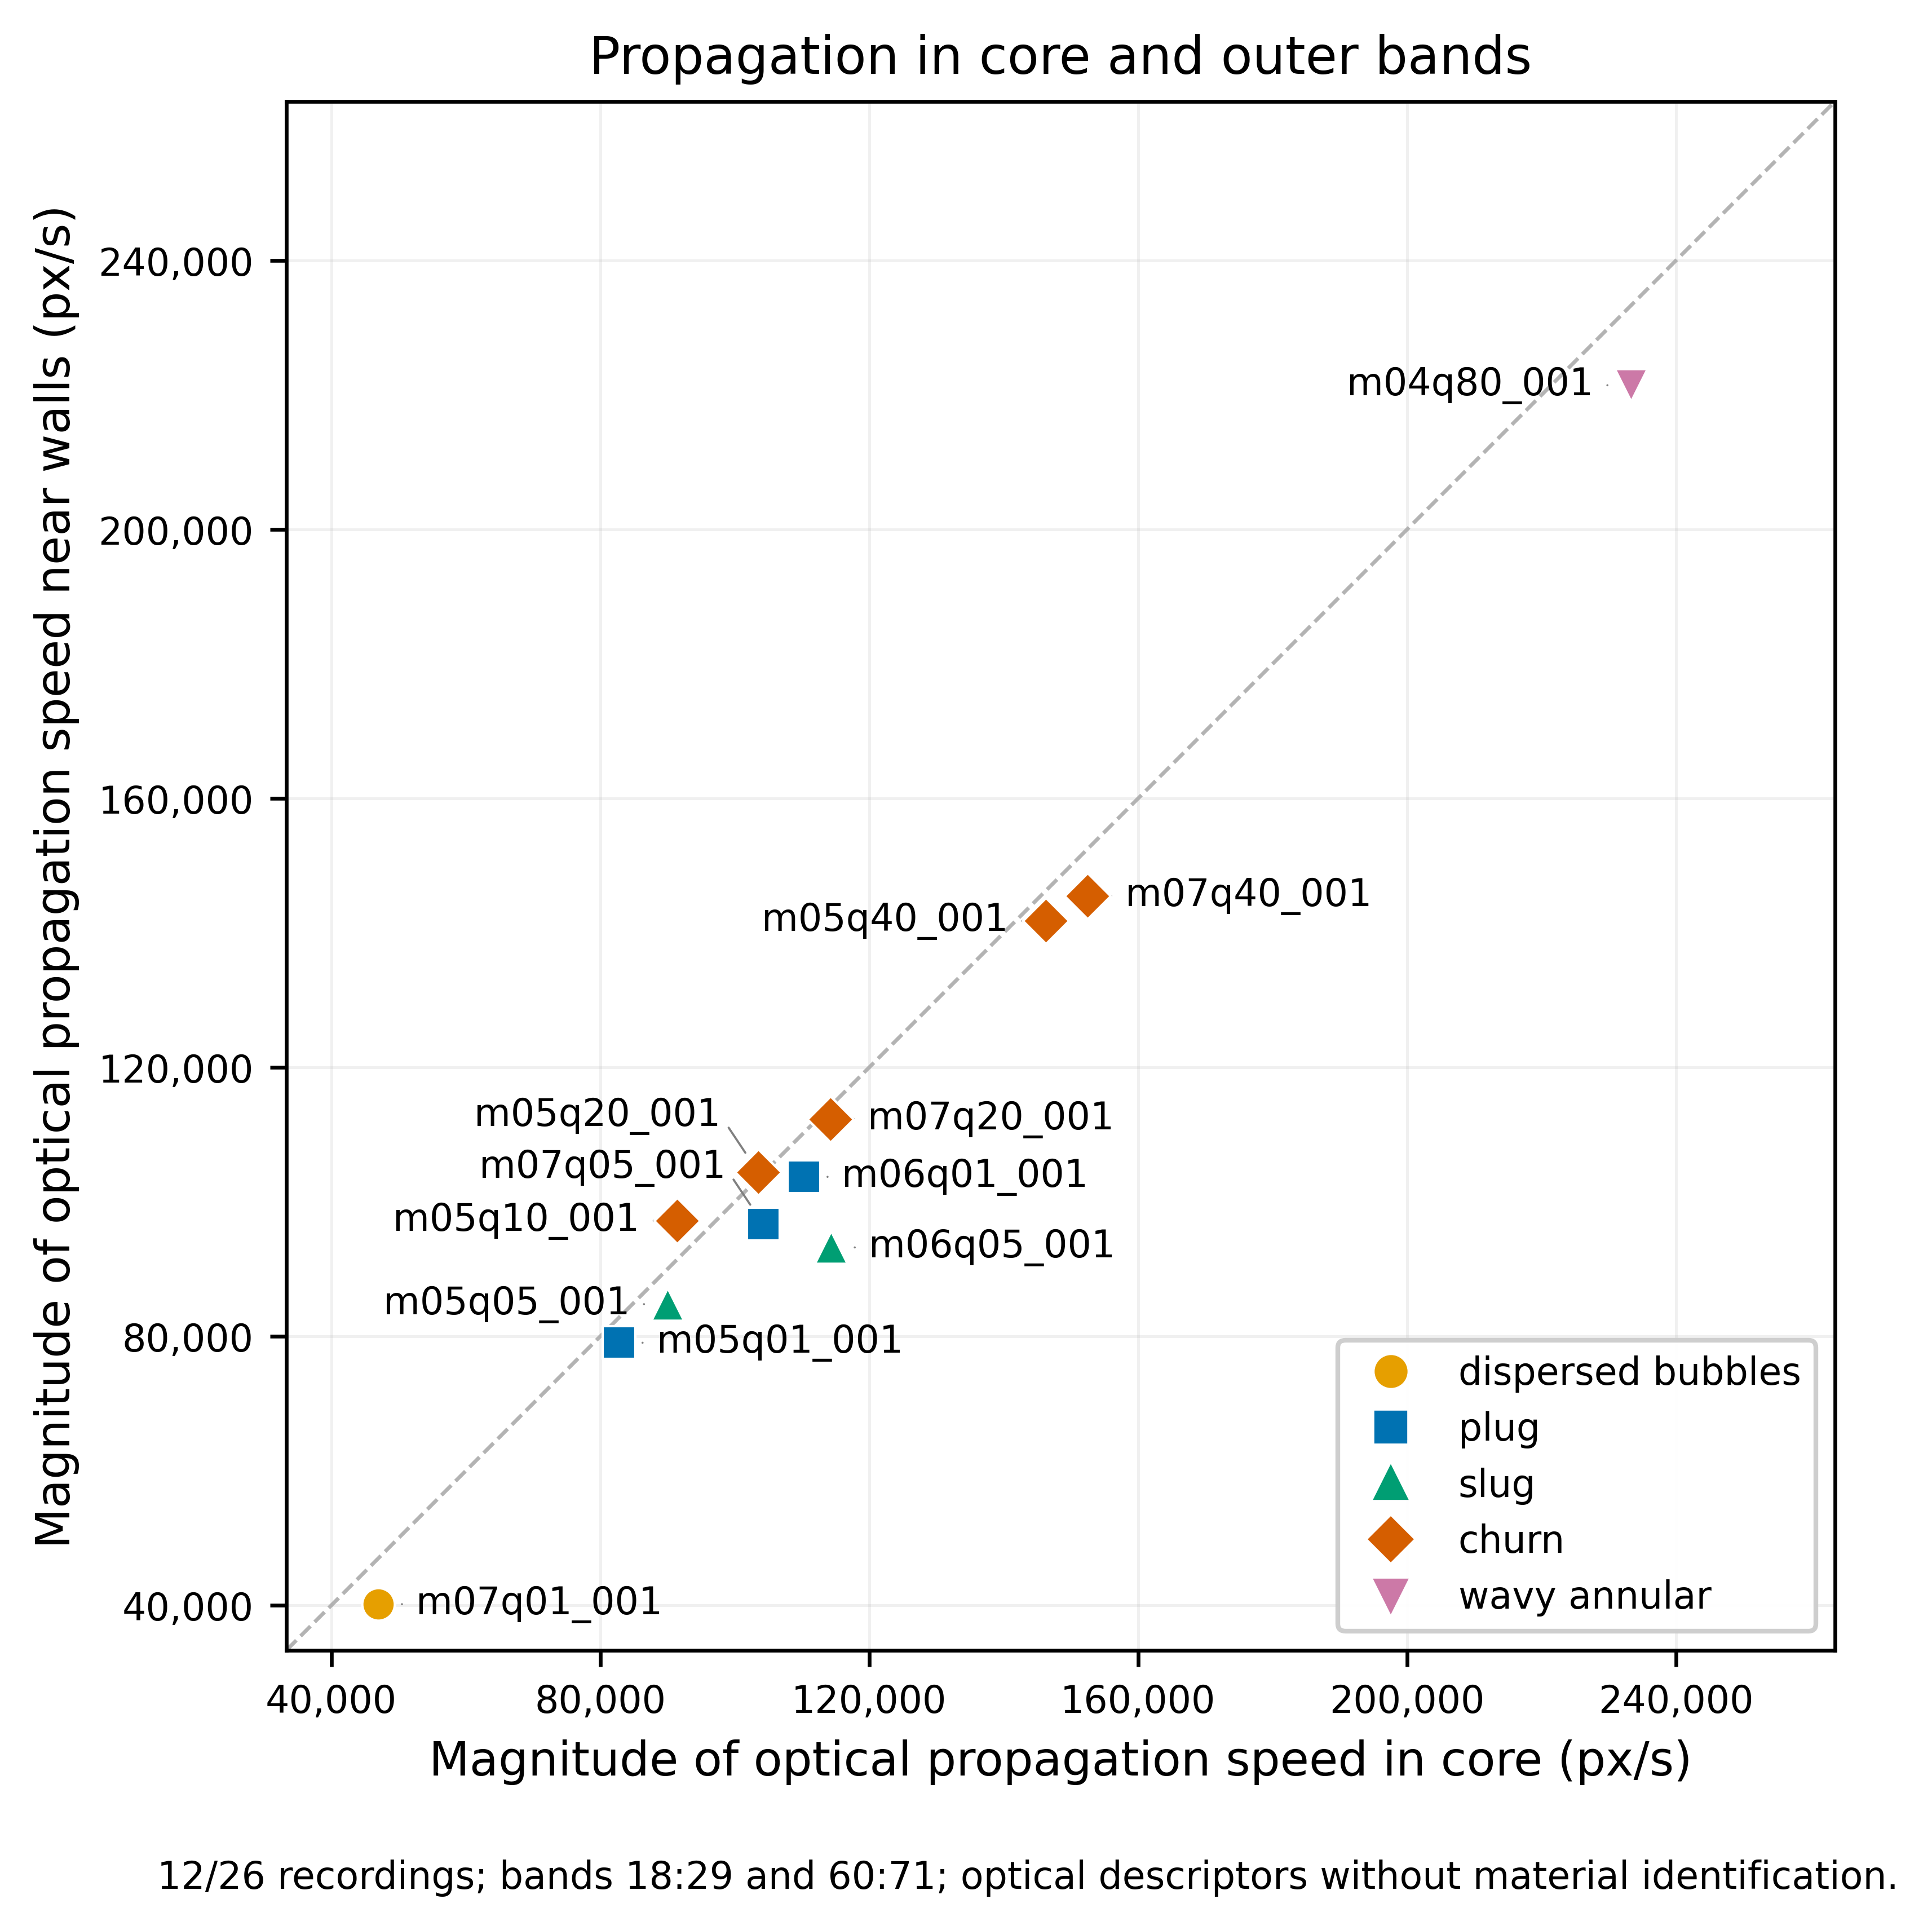 Propagation in core and outer bands
Magnitude of optical propagation speed near walls (px/s)
240,000
200,000
160,000
120,000
80,000
40,000
m04q80_001
m07q40_001
m05q40_001
m05q20_001
m07q20_001
m07q05_001
m06q01_001
m05q10_001
m06q05_001
m05q05_001
m05q01_001
m07q01_001
dispersed bubbles
plug
slug
churn
wavy annular
40,000
80,000
120,000
160,000
200,000
240,000
Magnitude of optical propagation speed in core (px/s)
12/26 recordings; bands 18:29 and 60:71; optical descriptors without material identification.